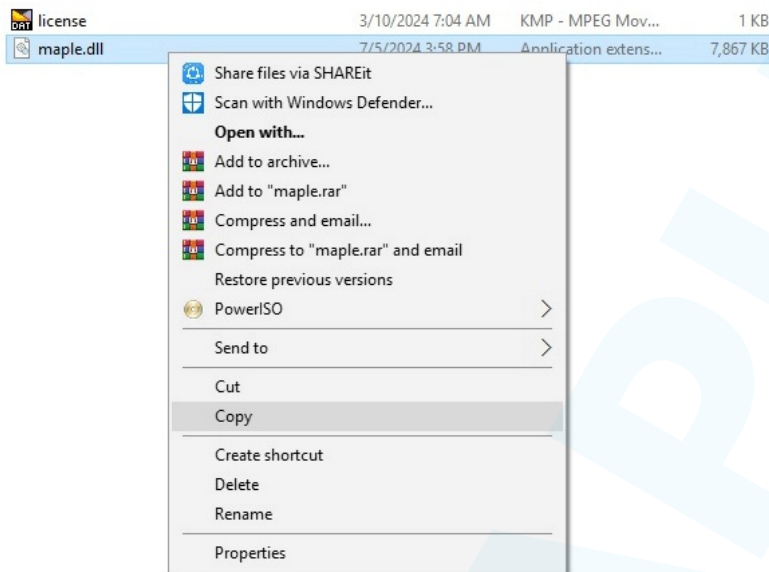 DAT license 3/10/2024 7:04 AM KMP - MPEG Mov... 1 KB
maple.dll 7/5/2024 3:58 PM Application extens... 7,867 KB
Share files via SHAREit
Scan with Windows Defender...
Open with...
Add to archive...
Add to "maple.rar"
Compress and email...
Compress to "maple.rar" and email
Restore previous versions
PowerISO
Send to
Cut
Copy
Create shortcut
Delete
Rename
Properties